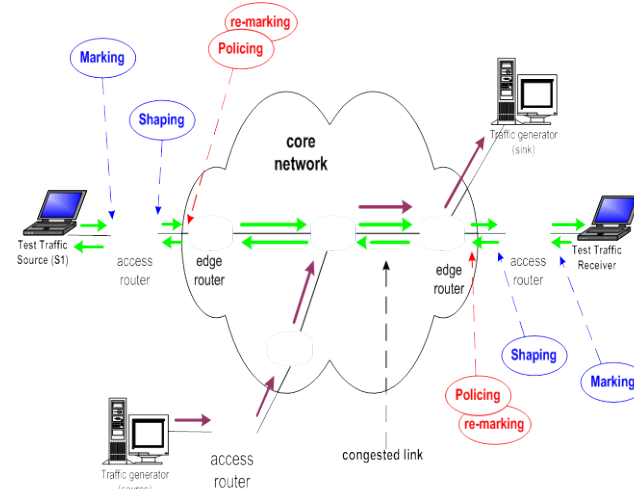 re-marking
Policing
Marking
Shaping
core
network
Traffic generator
(sink)
Test Traffic
Source (S1)
access
router
edge
router
edge
router
access
router
Test Traffic
Receiver
Shaping
Marking
Policing
re-marking
congested link
access
router
Traffic generator
(source)